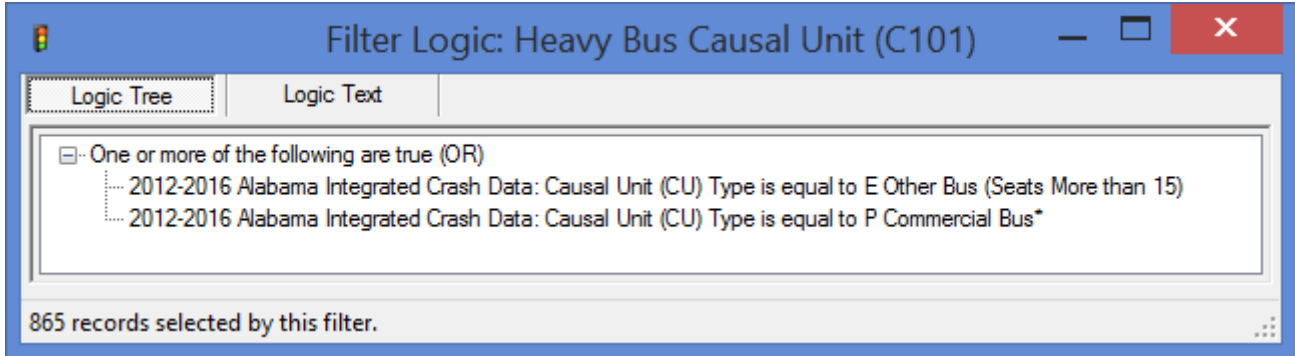 Filter Logic: Heavy Bus Causal Unit (C101)
Logic Tree
Logic Text
One or more of the following are true (OR)
2012-2016 Alabama Integrated Crash Data: Causal Unit (CU) Type is equal to E Other Bus (Seats More than 15)
2012-2016 Alabama Integrated Crash Data: Causal Unit (CU) Type is equal to P Commercial Bus*
865 records selected by this filter.